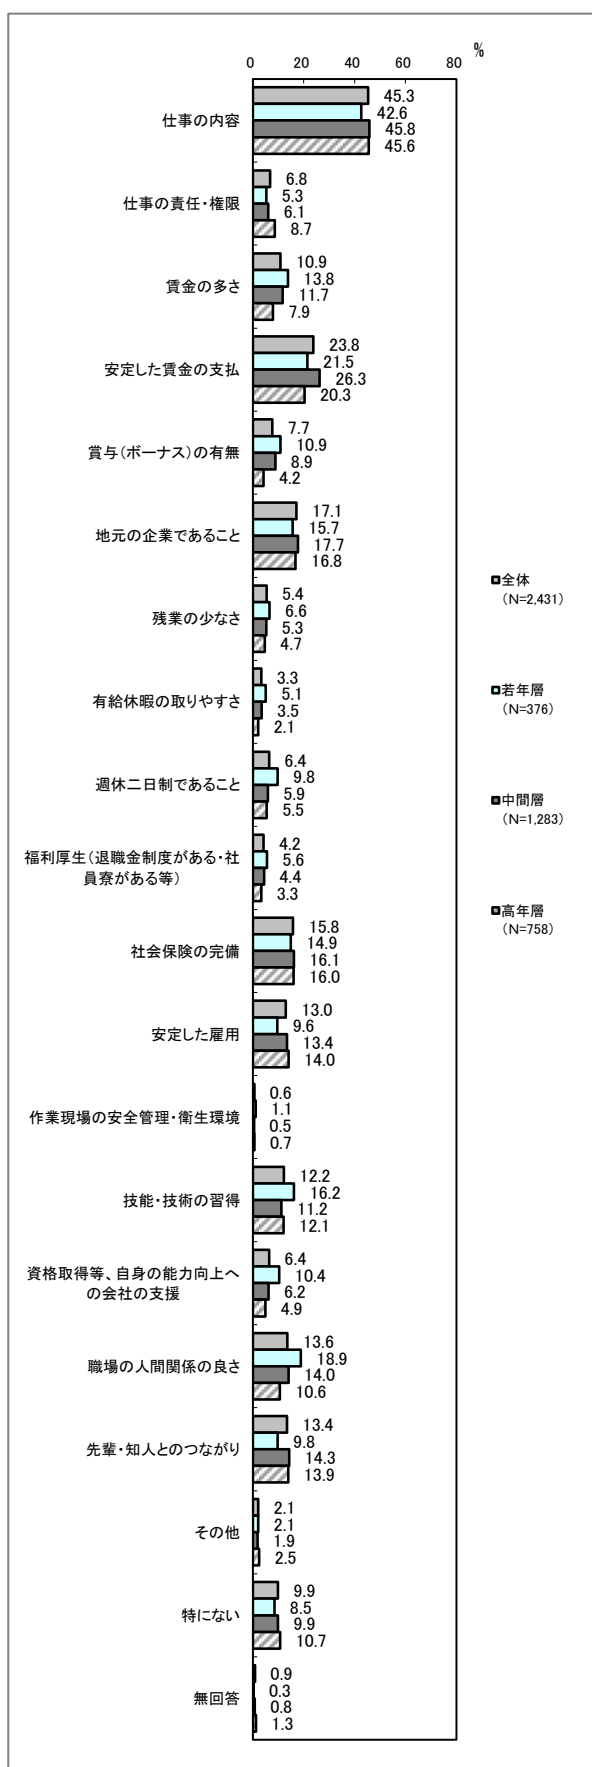 %
0 20 40 60 80
仕事の内容
45.3
42.6
45.8
45.6
仕事の責任・権限
6.8
5.3
6.1
8.7
賃金の多さ
10.9
13.8
11.7
7.9
安定した賃金の支払
23.8
21.5
26.3
20.3
賞与(ボーナス)の有無
7.7
10.9
8.9
4.2
地元の企業であること
17.1
15.7
17.7
16.8
残業の少なさ
5.4
6.6
5.3
4.7
有給休暇の取りやすさ
3.3
5.1
3.5
2.1
週休二日制であること
6.4
9.8
5.9
5.5
福利厚生(退職金制度がある・社
員寮がある等)
4.2
5.6
4.4
3.3
社会保険の完備
15.8
14.9
16.1
16.0
安定した雇用
13.0
9.6
13.4
14.0
作業現場の安全管理・衛生環境
0.6
1.1
0.5
0.7
技能・技術の習得
12.2
16.2
11.2
12.1
資格取得等、自身の能力向上へ
の会社の支援
6.4
10.4
6.2
4.9
職場の人間関係の良さ
13.6
18.9
14.0
10.6
先輩・知人とのつながり
13.4
9.8
14.3
13.9
その他
2.1
2.1
1.9
2.5
特にない
9.9
8.5
9.9
10.7
無回答
0.9
0.3
0.8
1.3
全体
(N=2,431)
若年層
(N=376)
中間層
(N=1,283)
高年層
(N=758)